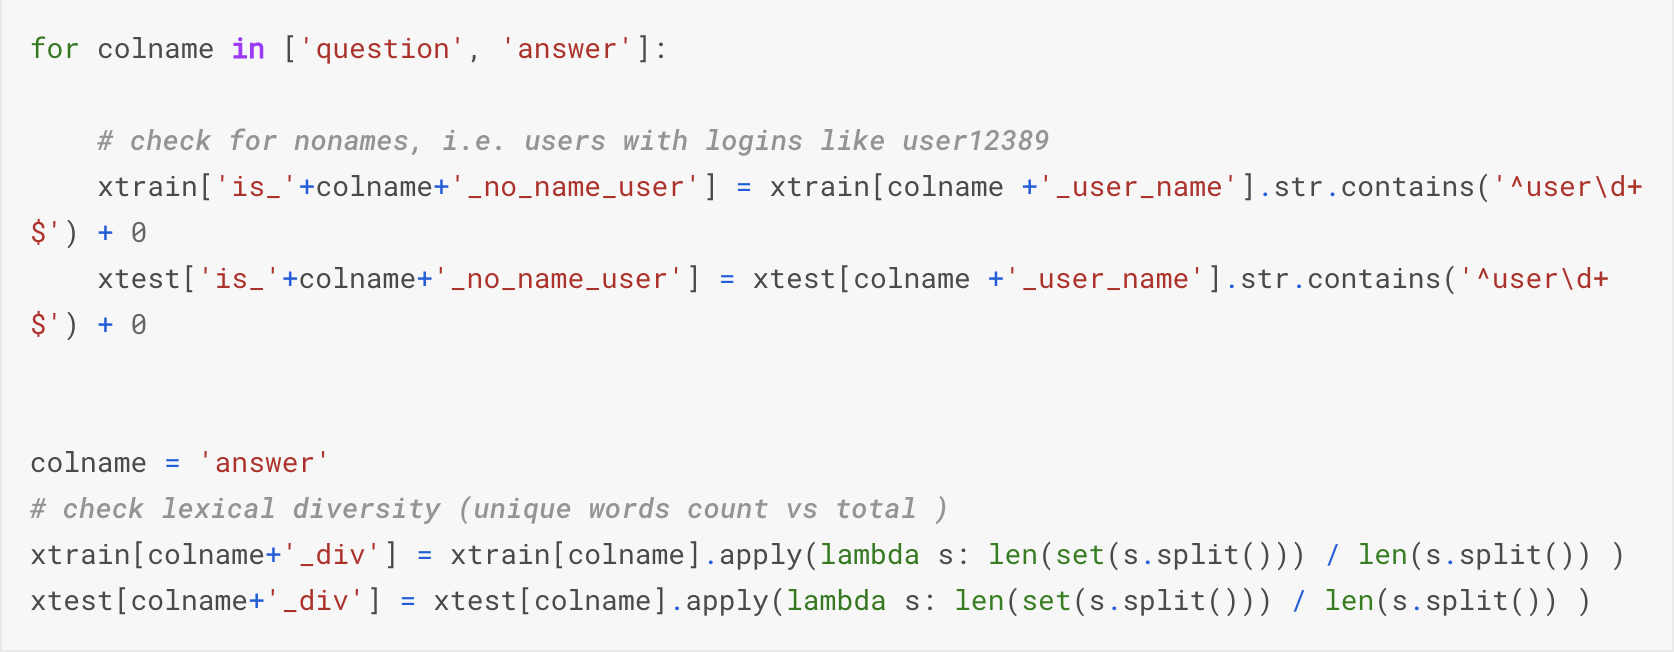 for colname in ['question', 'answer']:
    # check for nonames, i.e. users with logins like user12389
    xtrain['is_'+colname+'_no_name_user'] = xtrain[colname +'_user_name'].str.contains('^user\d+
$') + 0
    xtest['is_'+colname+'_no_name_user'] = xtest[colname +'_user_name'].str.contains('^user\d+
$') + 0
colname = 'answer'
# check lexical diversity (unique words count vs total )
xtrain[colname+'_div'] = xtrain[colname].apply(lambda s: len(set(s.split())) / len(s.split()) )
xtest[colname+'_div'] = xtest[colname].apply(lambda s: len(set(s.split())) / len(s.split()) )